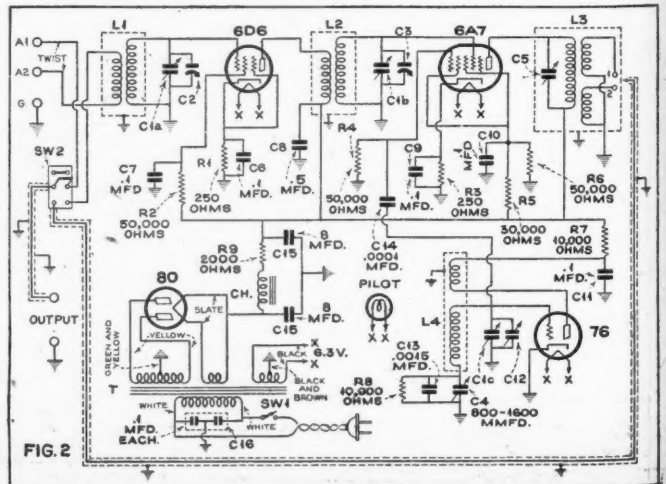 L1
6D6
L2
C3
6A7
L3
A1
TWIST
A2
G
C1a
C2
C1b
C5
1
2
SW2
C7
.1
MFD.
R2
50,000
OHMS
R1
250
OHMS
C6
.1
MFD.
C8
.5
MFD.
R4
50,000
OHMS
C9
.1
MFD.
C10
.1
MFD
R3
250
OHMS
R5
30,000
OHMS
R6
50,000
OHMS
X X
X X
R9
2000
OHMS
8
MFD.
C15
CH.
C15
8
MFD.
C14
.0001
MFD.
R7
10,000
OHMS
.1
MFD.
C11
80
SLATE
YELLOW
GREEN AND
YELLOW
BLACK
X
6.3 V.
X
BLACK
AND
BROWN
T
PILOT
X X
L4
76
X X
C13
.0015
MFD.
R8
10,000
OHMS
C4
800-1600
MMFD.
C1c
C12
OUTPUT
WHITE
WHITE
SW1
.1
MFD.
EACH.
C16
FIG. 2